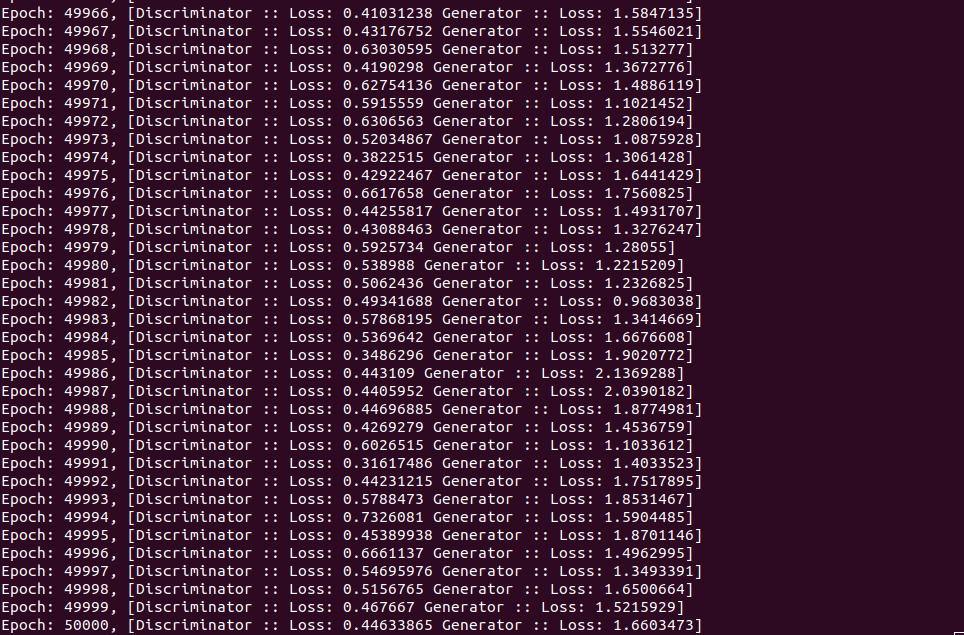 Epoch: 49966, [Discriminator :: Loss: 0.41031238 Generator :: Loss: 1.5847135]
Epoch: 49967, [Discriminator :: Loss: 0.43176752 Generator :: Loss: 1.5546021]
Epoch: 49968, [Discriminator :: Loss: 0.63030595 Generator :: Loss: 1.513277]
Epoch: 49969, [Discriminator :: Loss: 0.4190298 Generator :: Loss: 1.3672776]
Epoch: 49970, [Discriminator :: Loss: 0.62754136 Generator :: Loss: 1.4886119]
Epoch: 49971, [Discriminator :: Loss: 0.5915559 Generator :: Loss: 1.1021452]
Epoch: 49972, [Discriminator :: Loss: 0.6306563 Generator :: Loss: 1.2806194]
Epoch: 49973, [Discriminator :: Loss: 0.52034867 Generator :: Loss: 1.0875928]
Epoch: 49974, [Discriminator :: Loss: 0.3822515 Generator :: Loss: 1.3061428]
Epoch: 49975, [Discriminator :: Loss: 0.42922467 Generator :: Loss: 1.6441429]
Epoch: 49976, [Discriminator :: Loss: 0.6617658 Generator :: Loss: 1.7560825]
Epoch: 49977, [Discriminator :: Loss: 0.44255817 Generator :: Loss: 1.4931707]
Epoch: 49978, [Discriminator :: Loss: 0.43088463 Generator :: Loss: 1.3276247]
Epoch: 49979, [Discriminator :: Loss: 0.5925734 Generator :: Loss: 1.28055]
Epoch: 49980, [Discriminator :: Loss: 0.538988 Generator :: Loss: 1.2215209]
Epoch: 49981, [Discriminator :: Loss: 0.5062436 Generator :: Loss: 1.2326825]
Epoch: 49982, [Discriminator :: Loss: 0.49341688 Generator :: Loss: 0.9683038]
Epoch: 49983, [Discriminator :: Loss: 0.57868195 Generator :: Loss: 1.3414669]
Epoch: 49984, [Discriminator :: Loss: 0.5369642 Generator :: Loss: 1.6676608]
Epoch: 49985, [Discriminator :: Loss: 0.3486296 Generator :: Loss: 1.9020772]
Epoch: 49986, [Discriminator :: Loss: 0.443109 Generator :: Loss: 2.1369288]
Epoch: 49987, [Discriminator :: Loss: 0.4405952 Generator :: Loss: 2.0390182]
Epoch: 49988, [Discriminator :: Loss: 0.44696885 Generator :: Loss: 1.8774981]
Epoch: 49989, [Discriminator :: Loss: 0.4269279 Generator :: Loss: 1.4536759]
Epoch: 49990, [Discriminator :: Loss: 0.6026515 Generator :: Loss: 1.1033612]
Epoch: 49991, [Discriminator :: Loss: 0.31617486 Generator :: Loss: 1.4033523]
Epoch: 49992, [Discriminator :: Loss: 0.44231215 Generator :: Loss: 1.7517895]
Epoch: 49993, [Discriminator :: Loss: 0.5788473 Generator :: Loss: 1.8531467]
Epoch: 49994, [Discriminator :: Loss: 0.7326081 Generator :: Loss: 1.5904485]
Epoch: 49995, [Discriminator :: Loss: 0.45389938 Generator :: Loss: 1.8701146]
Epoch: 49996, [Discriminator :: Loss: 0.6661137 Generator :: Loss: 1.4962995]
Epoch: 49997, [Discriminator :: Loss: 0.54695976 Generator :: Loss: 1.3493391]
Epoch: 49998, [Discriminator :: Loss: 0.5156765 Generator :: Loss: 1.6500664]
Epoch: 49999, [Discriminator :: Loss: 0.467667 Generator :: Loss: 1.5215929]
Epoch: 50000, [Discriminator :: Loss: 0.44633865 Generator :: Loss: 1.6603473]